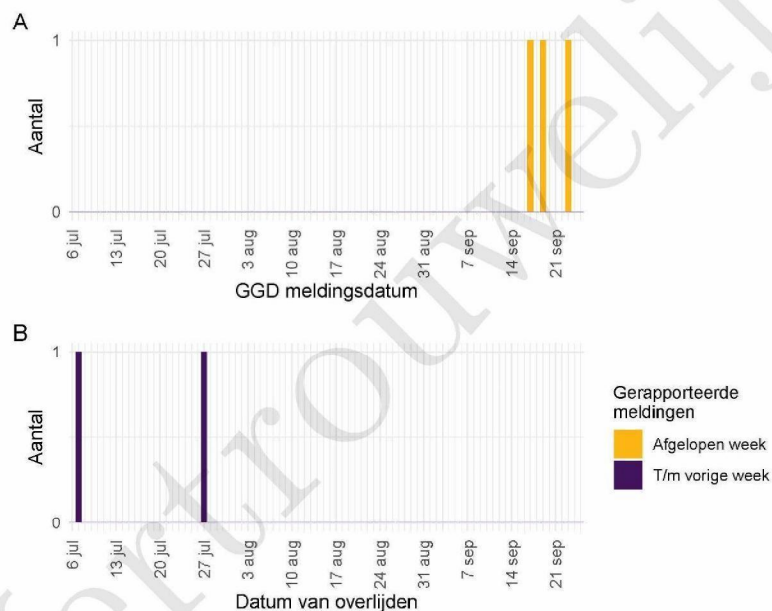 A
1
Aantal
0
6 jul
13 jul
20 jul
27 jul
3 aug
10 aug
17 aug
24 aug
31 aug
7 sep
14 sep
21 sep
GGD meldingsdatum
B
1
Aantal
0
6 jul
13 jul
20 jul
27 jul
3 aug
10 aug
17 aug
24 aug
31 aug
7 sep
14 sep
21 sep
Datum van overlijden
Gerapporteerde
meldingen
Afgelopen week
T/m vorige week
ertrouwelij